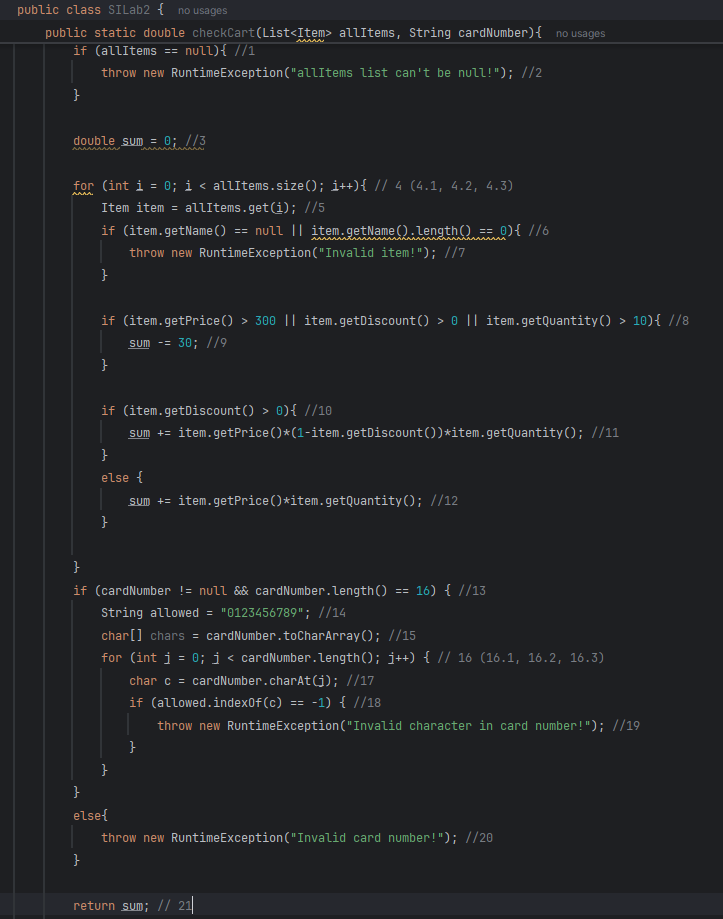 public class SILab2 {  no usages
    public static double checkCart(List<Item> allItems, String cardNumber){  no usages
        if (allItems == null){ //1
            throw new RuntimeException("allItems list can't be null!"); //2
        }

        double sum = 0; //3

        for (int i = 0; i < allItems.size(); i++){ // 4 (4.1, 4.2, 4.3)
            Item item = allItems.get(i); //5
            if (item.getName() == null || item.getName().length() == 0){ //6
                throw new RuntimeException("Invalid item!"); //7
            }

            if (item.getPrice() > 300 || item.getDiscount() > 0 || item.getQuantity() > 10){ //8
                sum -= 30; //9
            }

            if (item.getDiscount() > 0){ //10
                sum += item.getPrice()*(1-item.getDiscount())*item.getQuantity(); //11
            }
            else {
                sum += item.getPrice()*item.getQuantity(); //12
            }

        }
        if (cardNumber != null && cardNumber.length() == 16) { //13
            String allowed = "0123456789"; //14
            char[] chars = cardNumber.toCharArray(); //15
            for (int j = 0; j < cardNumber.length(); j++) { // 16 (16.1, 16.2, 16.3)
                char c = cardNumber.charAt(j); //17
                if (allowed.indexOf(c) == -1) { //18
                    throw new RuntimeException("Invalid character in card number!"); //19
                }
            }
        }
        else{
            throw new RuntimeException("Invalid card number!"); //20
        }

        return sum; // 21